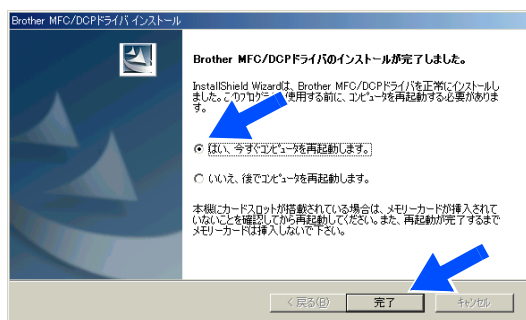 Brother MFC/DCPドライバ インストール
Brother MFC/DCPドライバのインストールが完了しました。
InstallShield Wizardは、Brother MFC/DCPドライバを正常にインストールし
ました。このプログラムを使用する前に、コンピュータを再起動する必要がありま
す。
はい、今すぐコンピュータを再起動します。
いいえ、後でコンピュータを再起動します。
本機にカードスロットが搭載されている場合は、メモリーカードが挿入されて
いないことを確認してから再起動してください。また、再起動が完了するまで
メモリーカードは挿入しないで下さい。
< 戻る(B)
完了
キャンセル